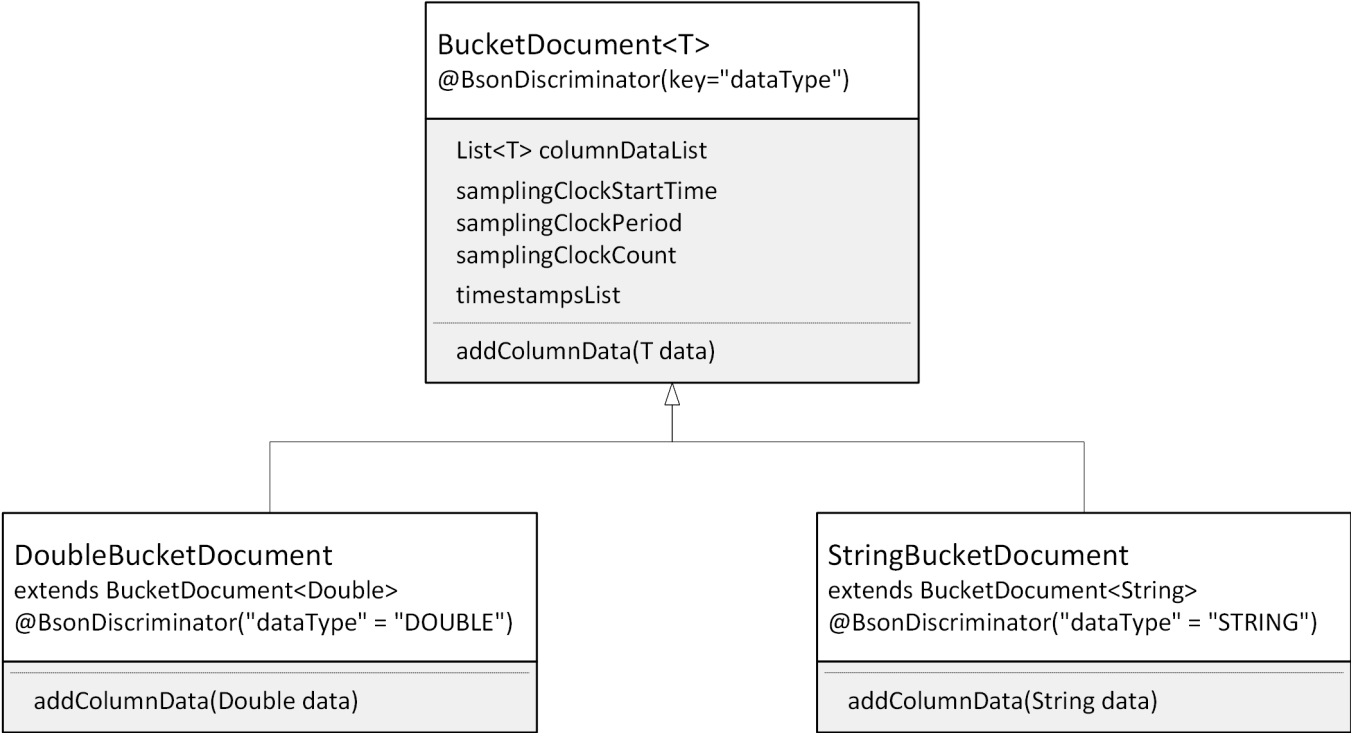 BucketDocument<T>
@BsonDiscriminator(key="dataType")
List<T> columnDataList
samplingClockStartTime
samplingClockPeriod
samplingClockCount
timestampsList
addColumnData(T data)
DoubleBucketDocument
extends BucketDocument<Double>
@BsonDiscriminator("dataType" = "DOUBLE")
addColumnData(Double data)
StringBucketDocument
extends BucketDocument<String>
@BsonDiscriminator("dataType" = "STRING")
addColumnData(String data)